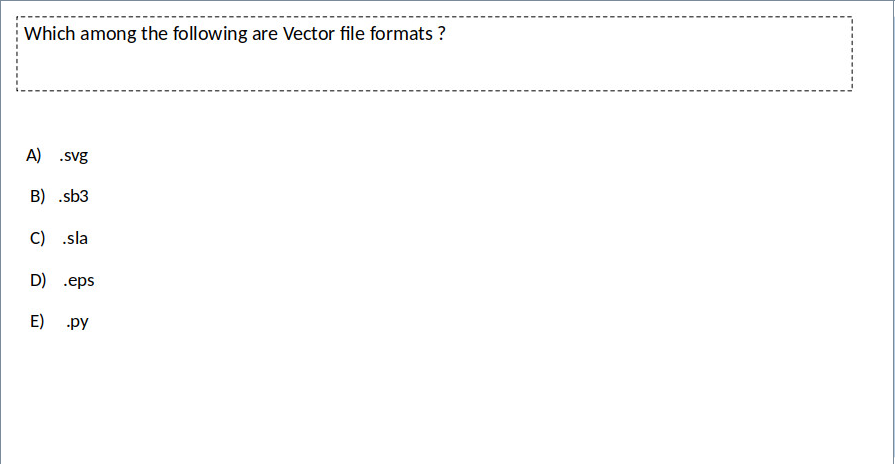 Which among the following are Vector file formats ?
A) .svg
B) .sb3
C) .sla
D) .eps
E) .py